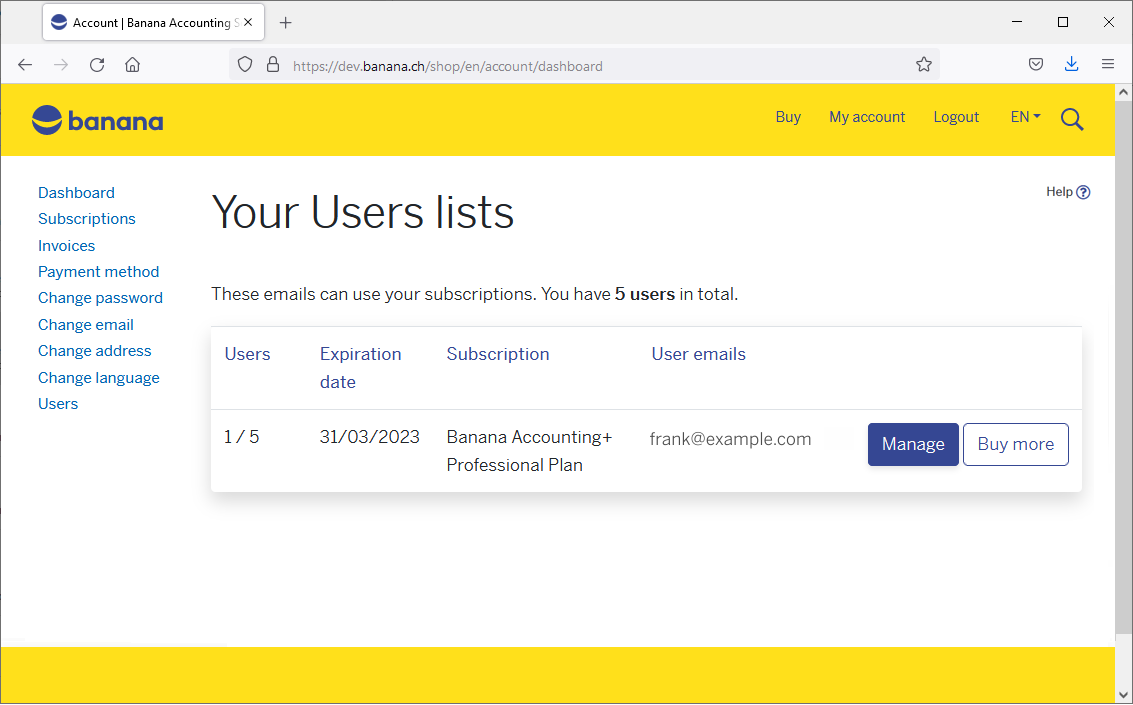 Account | Banana Accounting S
https://dev.banana.ch/shop/en/account/dashboard
banana
Buy My account Logout EN
Dashboard
Subscriptions
Invoices
Payment method
Change password
Change email
Change address
Change language
Users
Help ?
Your Users lists
These emails can use your subscriptions. You have 5 users in total.
Users Expiration date Subscription User emails
1 / 5 31/03/2023 Banana Accounting+ Professional Plan frank@example.com Manage Buy more